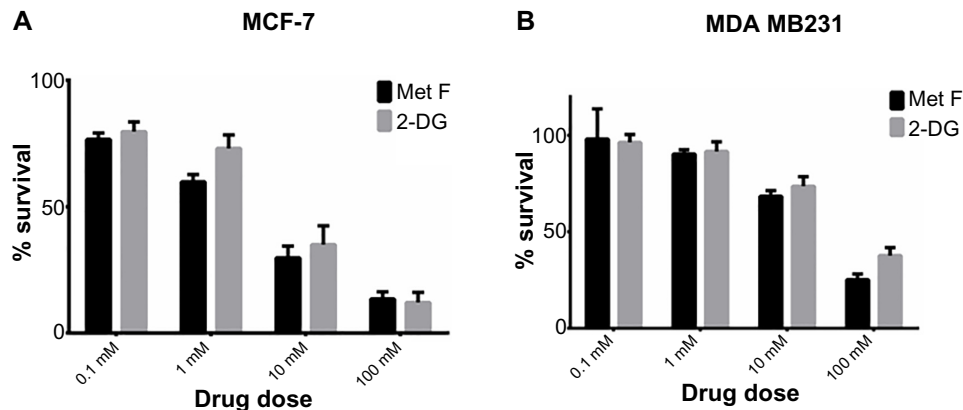 A
MCF-7
100
50
0
% survival
Met F
2-DG
0.1 mM
1 mM
10 mM
100 mM
Drug dose
B
MDA MB231
100
50
0
% survival
Met F
2-DG
0.1 mM
1 mM
10 mM
100 mM
Drug dose